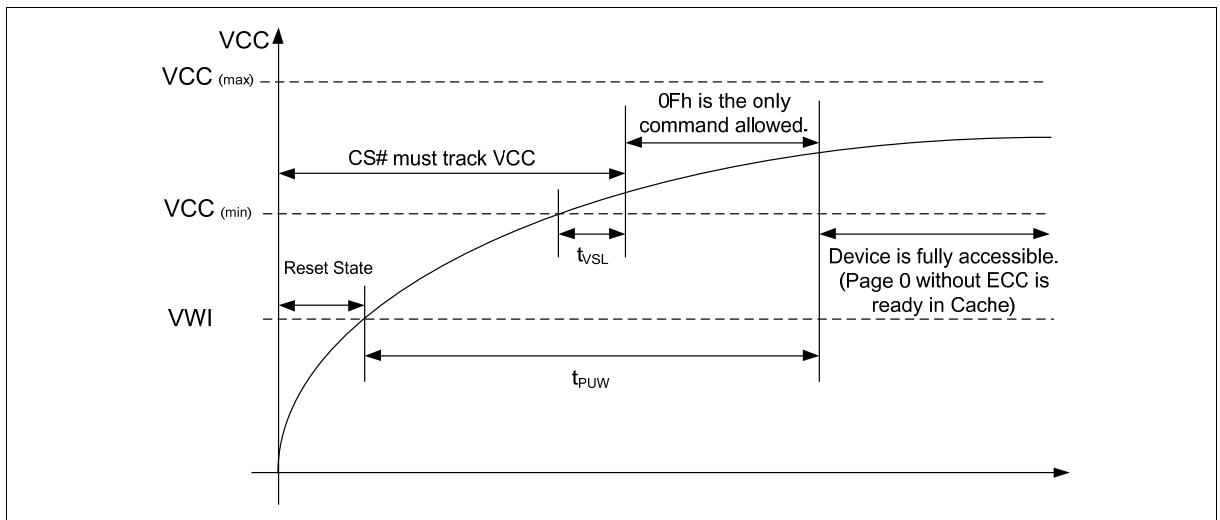 VCC
VCC (max)
0Fh is the only
command allowed.
CS# must track VCC
VCC (min)
tVSL
Device is fully accessible.
(Page 0 without ECC is
ready in Cache)
Reset State
VWI
tPUW